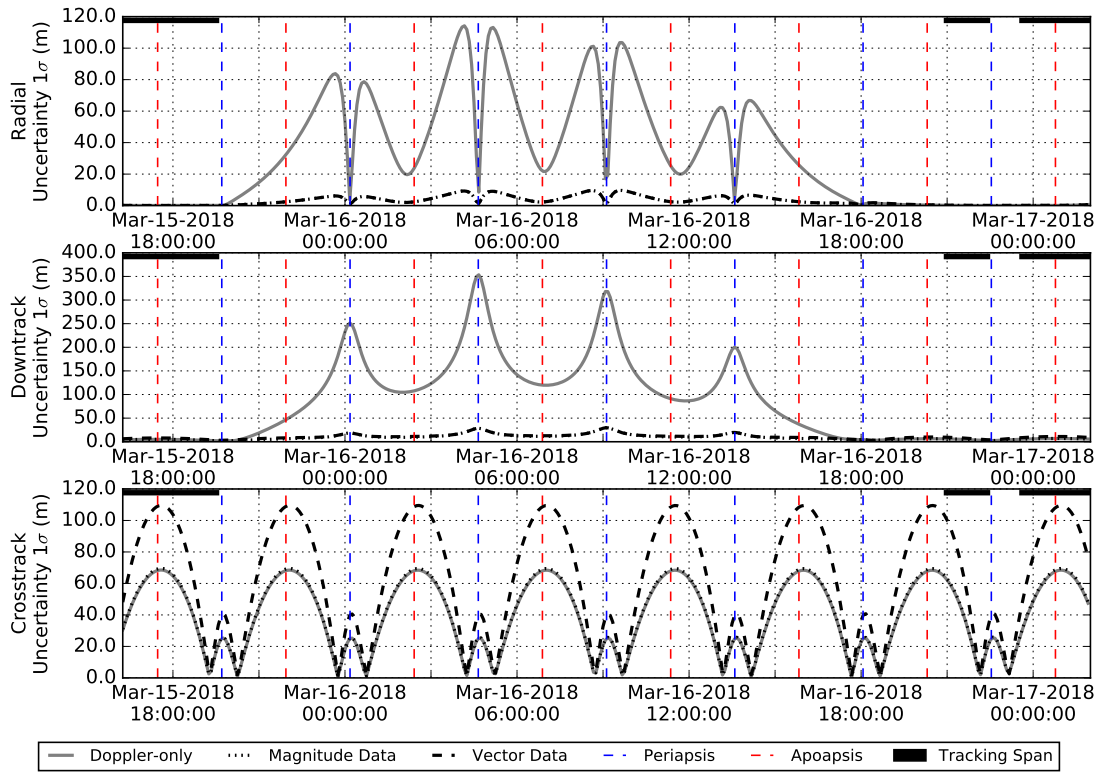 120.0
100.0
80.0
60.0
40.0
20.0
0.0
Radial
Uncertainty 1σ (m)
Mar-15-2018 Mar-16-2018 Mar-16-2018 Mar-16-2018 Mar-16-2018 Mar-17-2018
18:00:00 00:00:00 06:00:00 12:00:00 18:00:00 00:00:00
400.0
350.0
300.0
250.0
200.0
150.0
100.0
50.0
0.0
Downtrack
Uncertainty 1σ (m)
Mar-15-2018 Mar-16-2018 Mar-16-2018 Mar-16-2018 Mar-16-2018 Mar-17-2018
18:00:00 00:00:00 06:00:00 12:00:00 18:00:00 00:00:00
120.0
100.0
80.0
60.0
40.0
20.0
0.0
Crosstrack
Uncertainty 1σ (m)
Mar-15-2018 Mar-16-2018 Mar-16-2018 Mar-16-2018 Mar-16-2018 Mar-17-2018
18:00:00 00:00:00 06:00:00 12:00:00 18:00:00 00:00:00
Doppler-only Magnitude Data Vector Data Periapsis Apoapsis Tracking Span